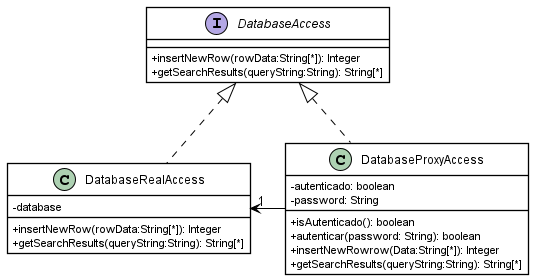 I DatabaseAccess
+insertNewRow(rowData:String[*]): Integer
+getSearchResults(queryString:String): String[*]
C DatabaseRealAccess
-database
+insertNewRow(rowData:String[*]): Integer
+getSearchResults(queryString:String): String[*]
1
C DatabaseProxyAccess
-autenticado: boolean
-password: String
+isAutenticado(): boolean
+autenticar(password: String): boolean
+insertNewRowrow(Data:String[*]): Integer
+getSearchResults(queryString:String): String[*]